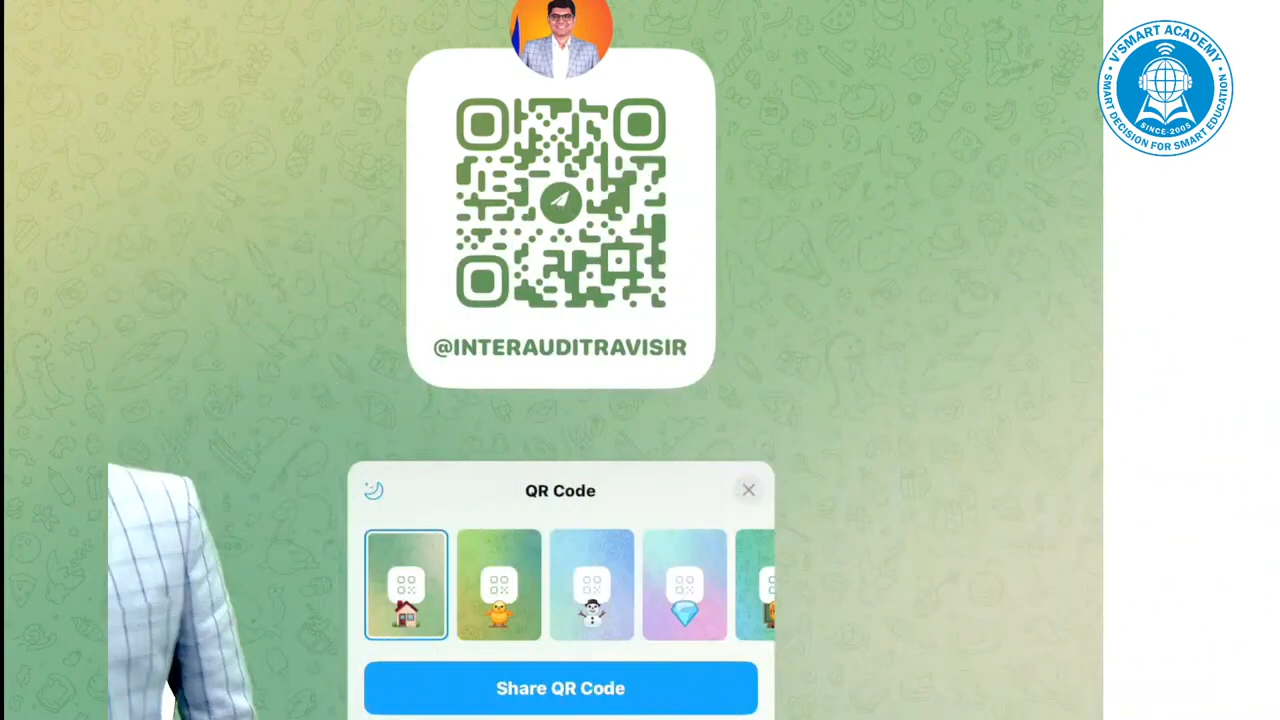 V'SMART ACADEMY
SMART DECISION FOR SMART EDUCATION
SINCE-2005
@INTERAUDITRAVISIR
QR Code
Share QR Code